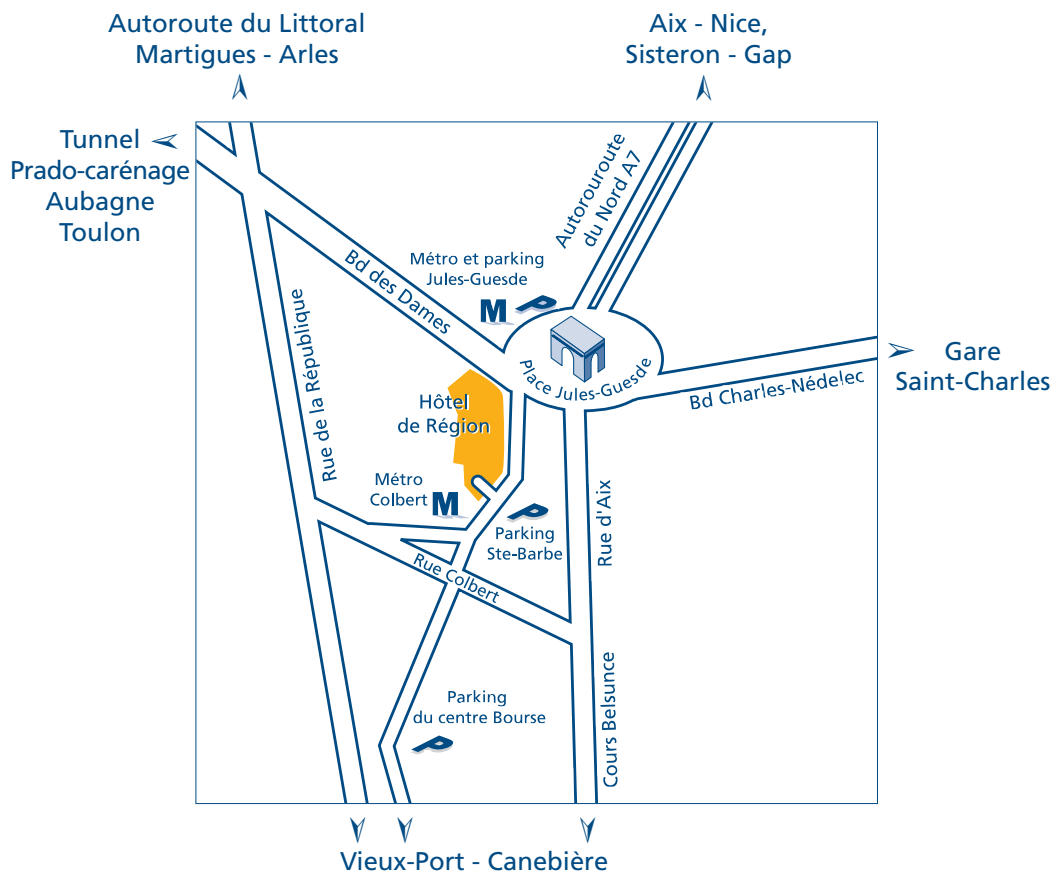 Autoroute du Littoral
Martigues - Arles
Aix - Nice,
Sisteron - Gap
Tunnel
Prado-carénage
Aubagne
Toulon
Autorouroute
du Nord A7
Métro et parking
Jules-Guesde
M P
Bd des Dames
Place Jules-Guesde
Gare
Saint-Charles
Bd Charles-Nédelec
Rue de la République
Hôtel
de Région
Métro
Colbert
M
P
Parking
Ste-Barbe
Rue d'Aix
Rue Colbert
Parking
du centre Bourse
P
Cours Belsunce
Vieux-Port - Canebière